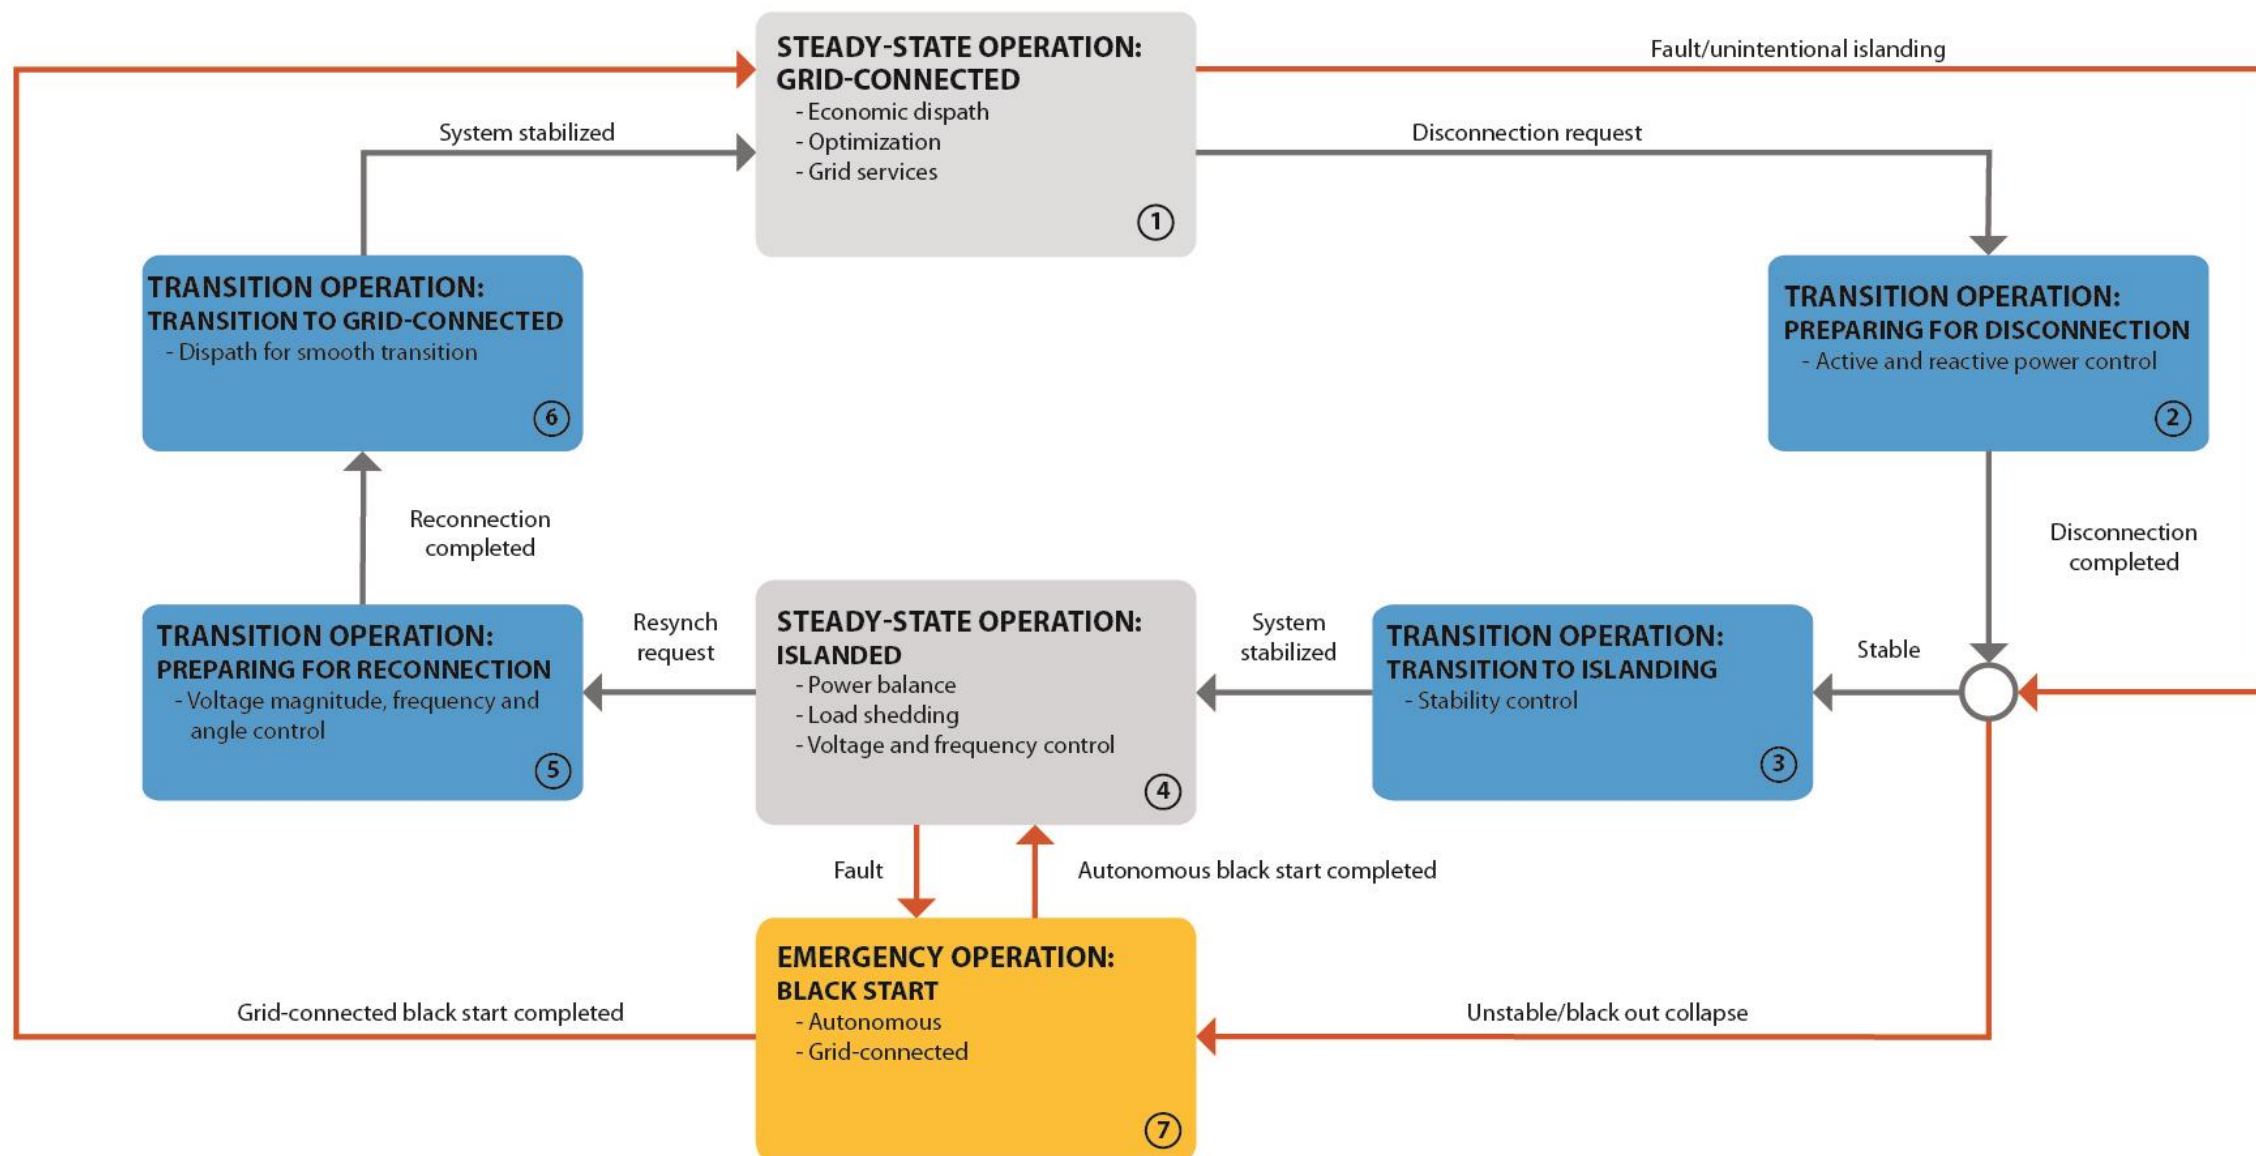 STEADY-STATE OPERATION:
GRID-CONNECTED
- Economic dispath
- Optimization
- Grid services
1
Fault/unintentional islanding
System stabilized
Disconnection request
TRANSITION OPERATION:
TRANSITION TO GRID-CONNECTED
- Dispath for smooth transition
6
TRANSITION OPERATION:
PREPARING FOR DISCONNECTION
- Active and reactive power control
2
Reconnection
completed
Disconnection
completed
TRANSITION OPERATION:
PREPARING FOR RECONNECTION
- Voltage magnitude, frequency and
angle control
5
Resynch
request
STEADY-STATE OPERATION:
ISLANDED
- Power balance
- Load shedding
- Voltage and frequency control
4
System
stabilized
TRANSITION OPERATION:
TRANSITION TO ISLANDING
- Stability control
3
Stable
Fault
Autonomous black start completed
EMERGENCY OPERATION:
BLACK START
- Autonomous
- Grid-connected
7
Grid-connected black start completed
Unstable/black out collapse